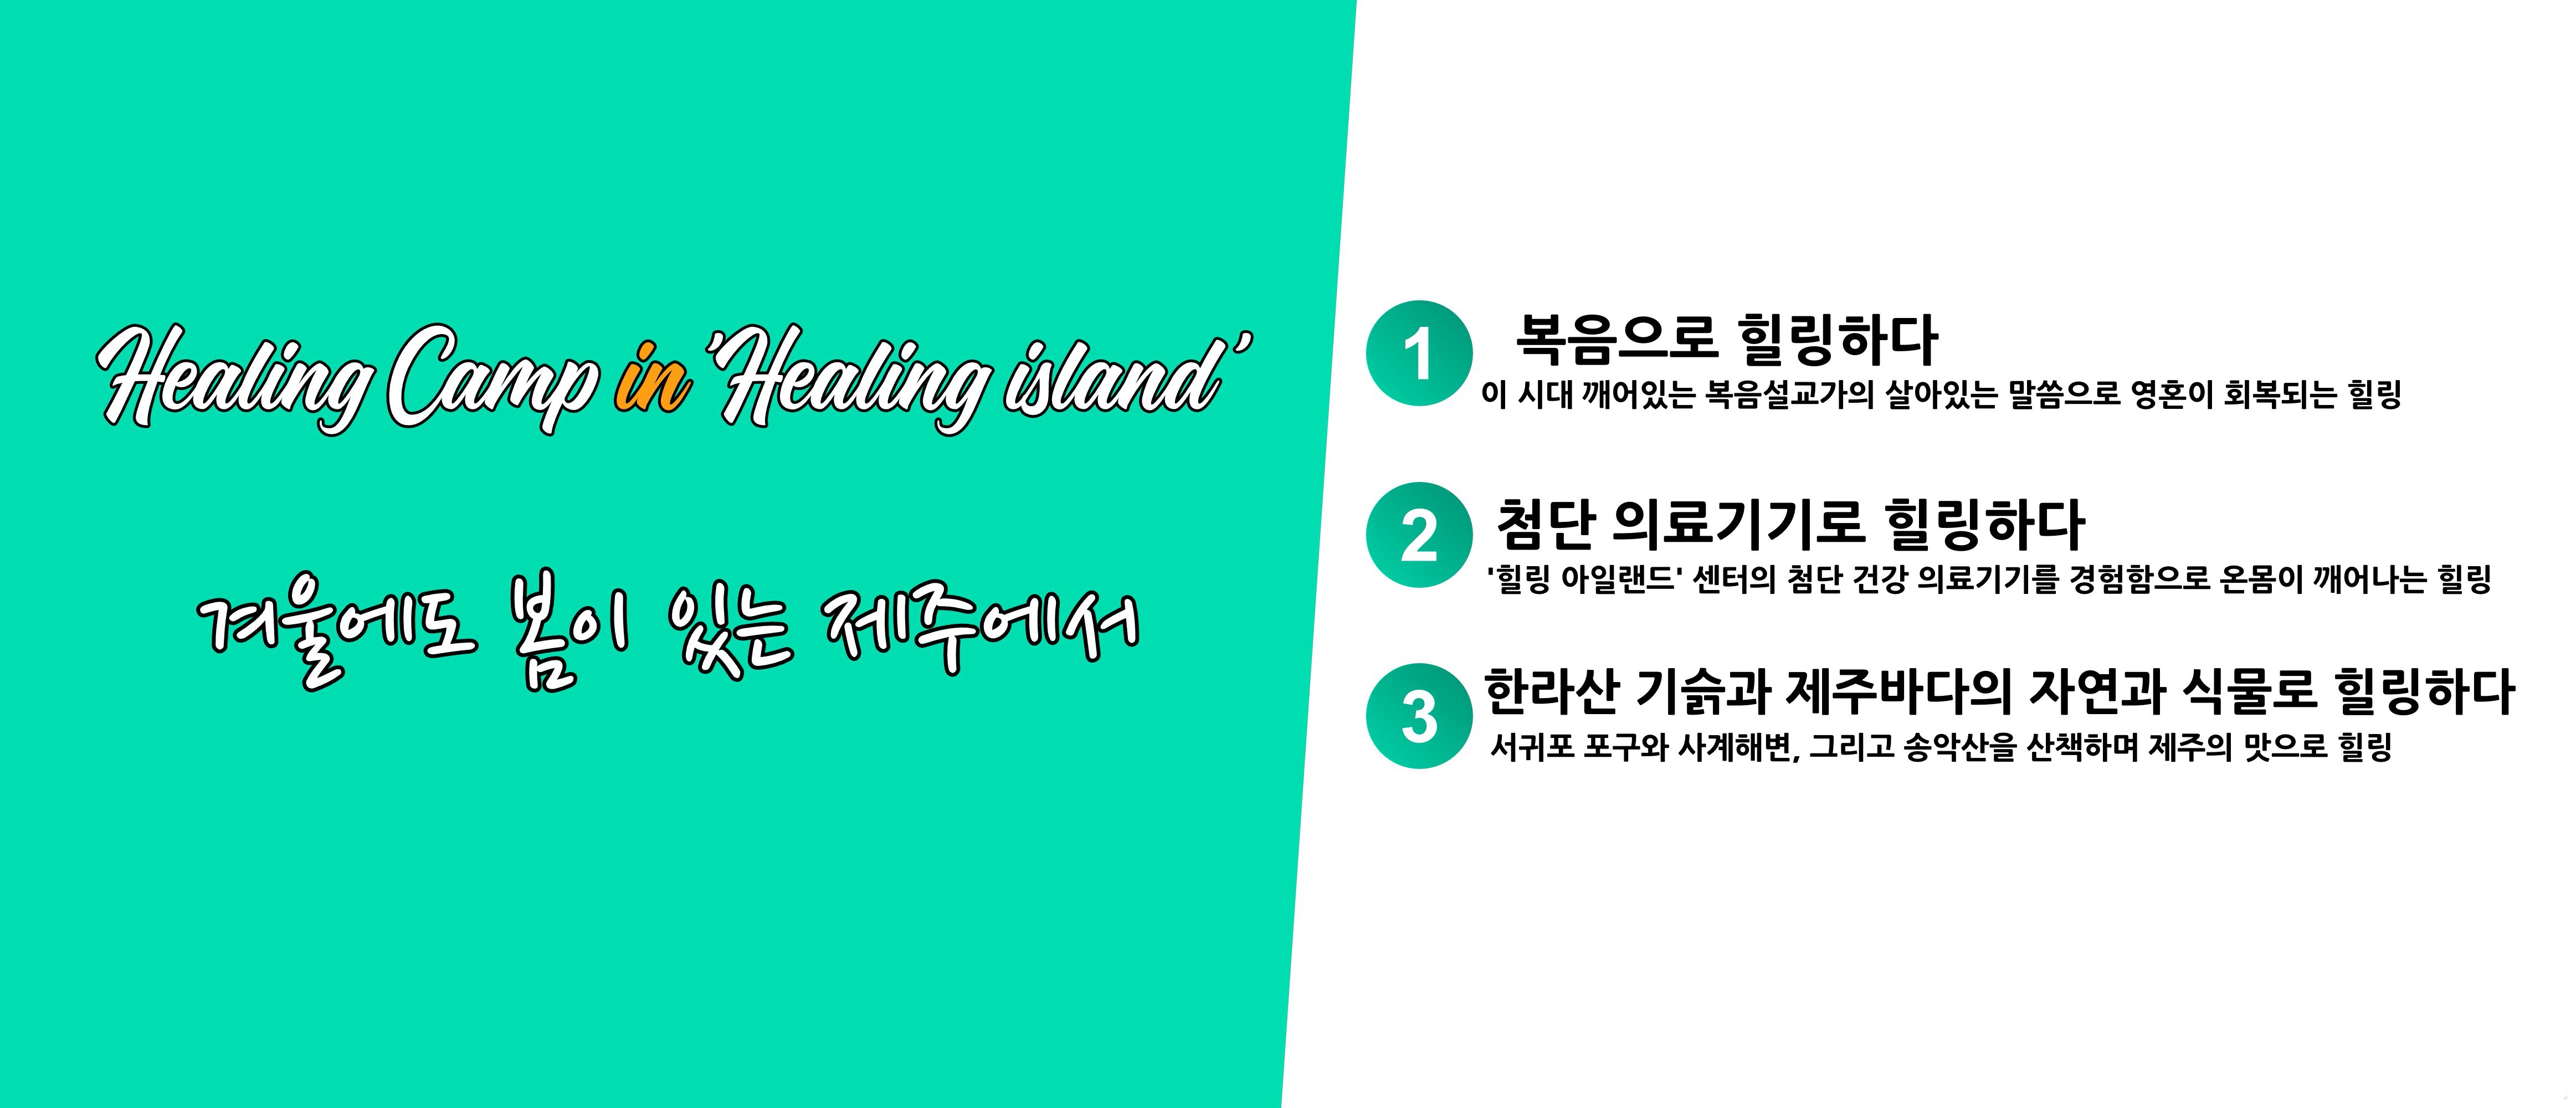 Healing Camp in 'Healing island'
겨울에도 봄이 있는 제주에서
1 복음으로 힐링하다
이 시대 깨어있는 복음설교가의 살아있는 말씀으로 영혼이 회복되는 힐링
2 첨단 의료기기로 힐링하다
'힐링 아일랜드' 센터의 첨단 건강 의료기기를 경험함으로 온몸이 깨어나는 힐링
3 한라산 기슭과 제주바다의 자연과 식물로 힐링하다
서귀포 포구와 사계해변, 그리고 송악산을 산책하며 제주의 맛으로 힐링